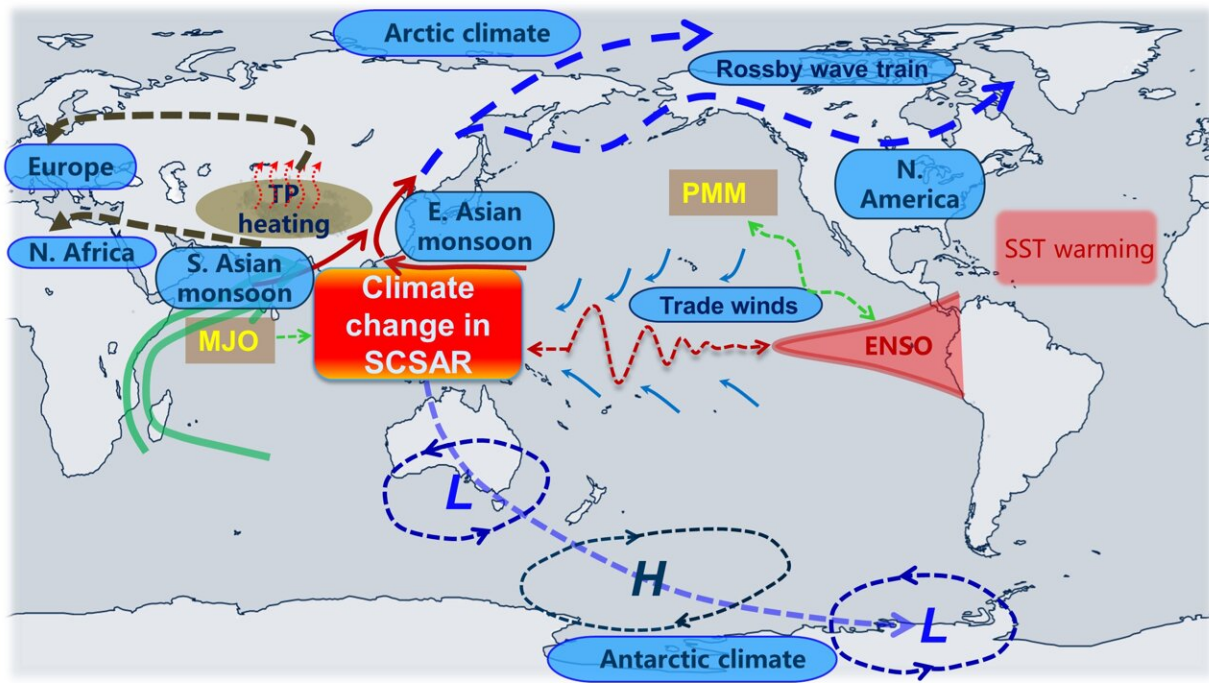 Arctic climate
Rossby wave train
Europe
TP
heating
PMM
N.
America
E. Asian
monsoon
N. Africa
S. Asian
monsoon
SST warming
Climate
change in
SCSAR
Trade winds
MJO
ENSO
L
H
L
Antarctic climate